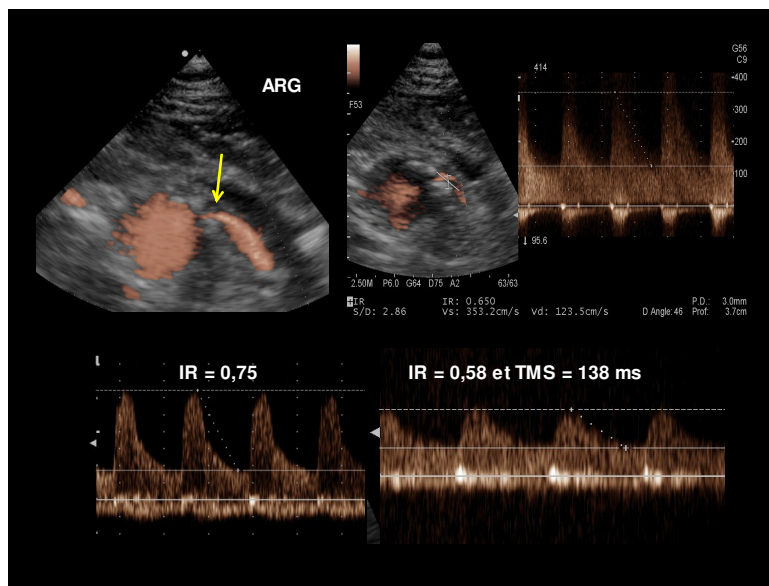 ARG
F53
2.50M P6.0 G64 D75 A2 63/63
414
G56
C9
400
300
200
100
95.6
IR IR: 0.650 P.D.: 3.0mm
S/D: 2.86 Vs: 353.2cm/s Vd: 123.5cm/s D Angle: 46 Prof: 3.7cm
IR = 0,75
IR = 0,58 et TMS = 138 ms